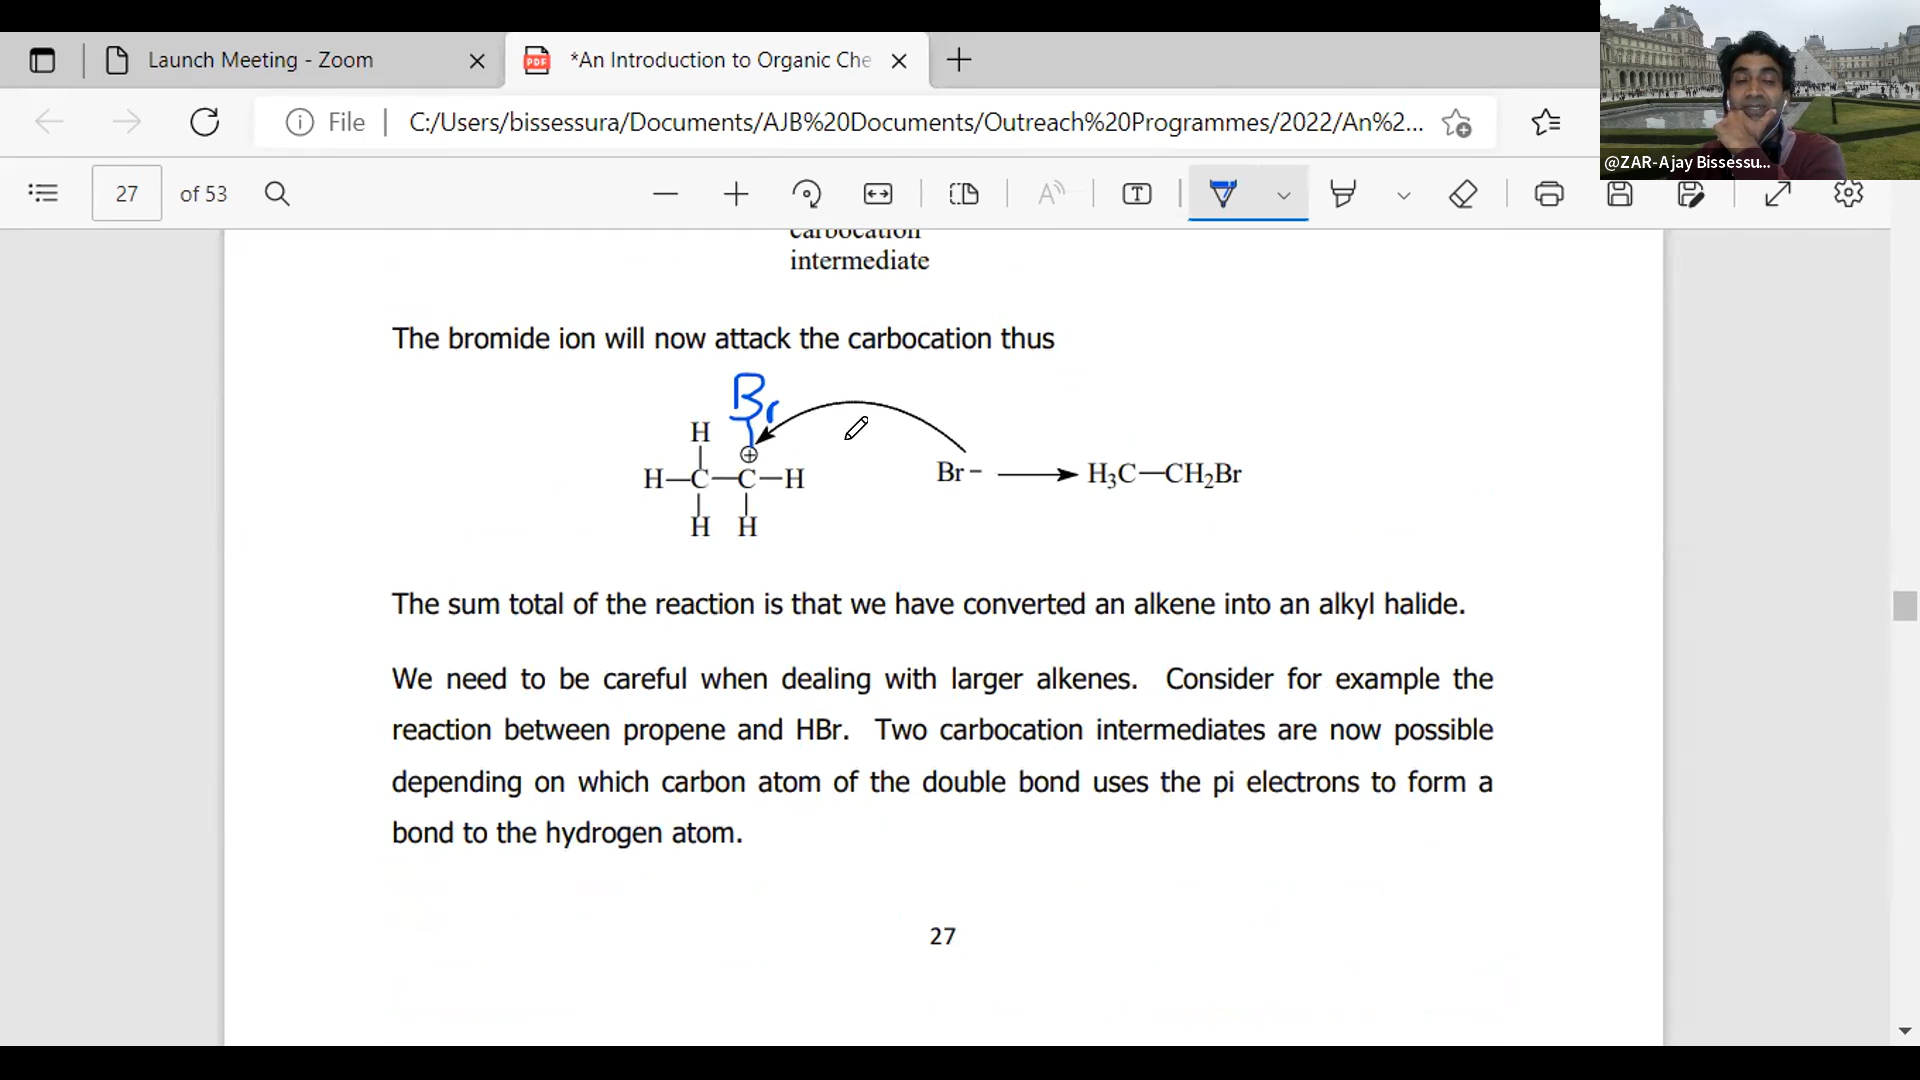 Launch Meeting - Zoom
*An Introduction to Organic Che
File
C:/Users/bissessura/Documents/AJB%20Documents/Outreach%20Programmes/2022/An%2...
@ZAR-Ajay Bissessu...
27
of 53
carbocation
intermediate
The bromide ion will now attack the carbocation thus
Br
H
⊕
H—C—C—H
Br - ⟶ H₃C—CH₂Br
H H
The sum total of the reaction is that we have converted an alkene into an alkyl halide.
We need to be careful when dealing with larger alkenes. Consider for example the
reaction between propene and HBr. Two carbocation intermediates are now possible
depending on which carbon atom of the double bond uses the pi electrons to form a
bond to the hydrogen atom.
27